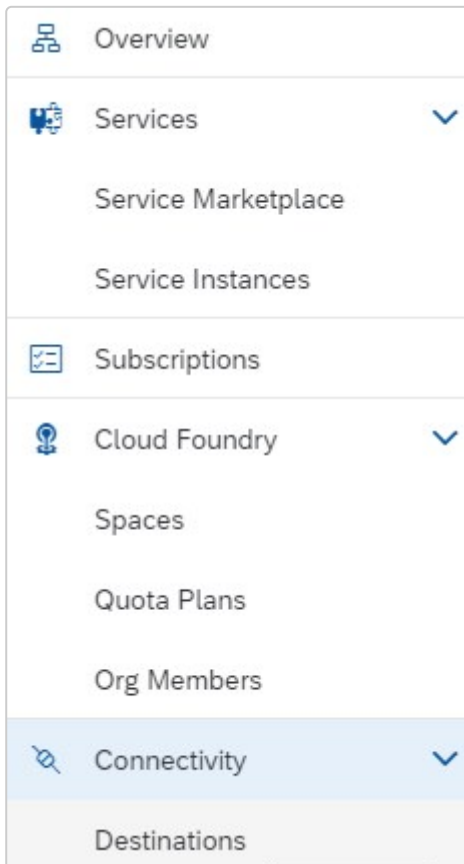 Overview
Services
Service Marketplace
Service Instances
Subscriptions
Cloud Foundry
Spaces
Quota Plans
Org Members
Connectivity
Destinations